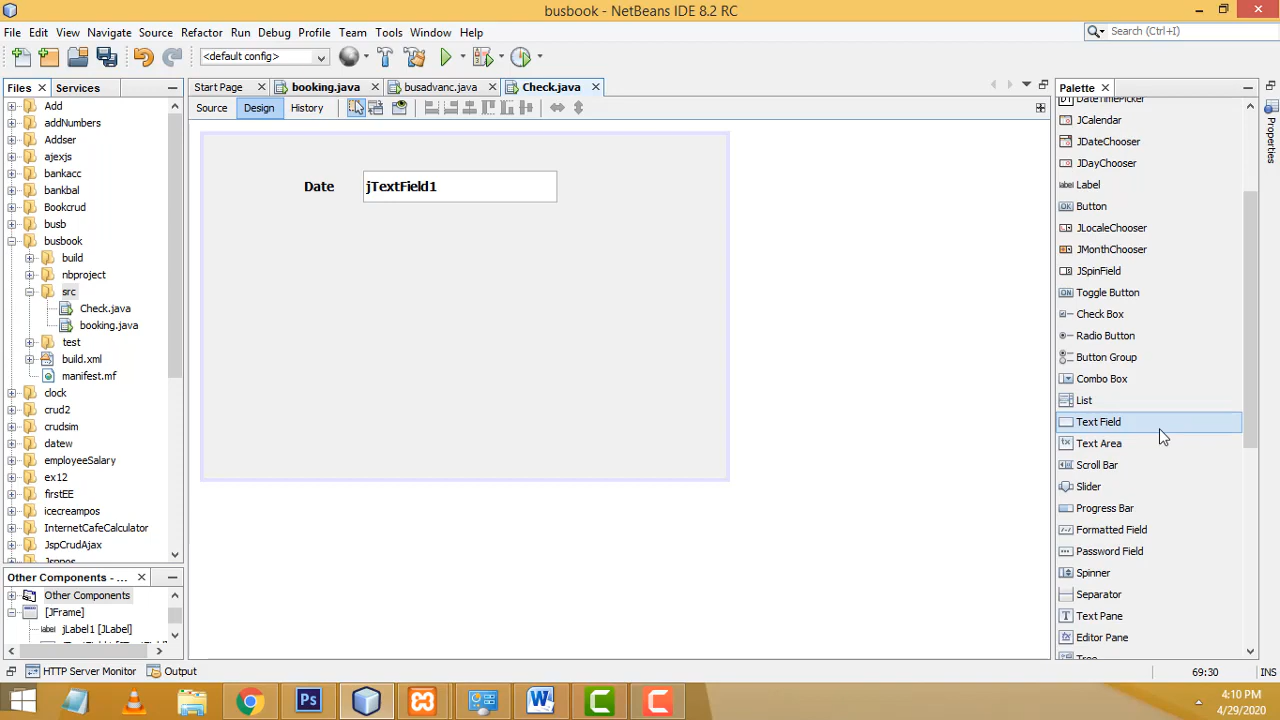 busbook - NetBeans IDE 8.2 RC
File Edit View Navigate Source Refactor Run Debug Profile Team Tools Window Help
Search (Ctrl+I)
<default config>
Files Services
Start Page booking.java busadvanc.java Check.java
Palette
Source Design History
Properties
Add
addNumbers
Addser
ajexjs
bankacc
bankbal
Bookcrud
busb
busbook
build
nbproject
src
Check.java
booking.java
test
build.xml
manifest.mf
clock
crud2
crudsim
datew
employeeSalary
ex12
firstEE
icecreampos
InternetCafeCalculator
JspCrudAjax
Jsppos
Date jTextField1
DateTimePicker
JCalendar
JDateChooser
JDayChooser
Label
Button
JLocaleChooser
JMonthChooser
JSpinField
Toggle Button
Check Box
Radio Button
Button Group
Combo Box
List
Text Field
Text Area
Scroll Bar
Slider
Progress Bar
Formatted Field
Password Field
Spinner
Separator
Text Pane
Editor Pane
Tree
Other Components - ...
Other Components
[JFrame]
jLabel1 [JLabel]
HTTP Server Monitor Output
69:30 INS
4:10 PM
4/29/2020